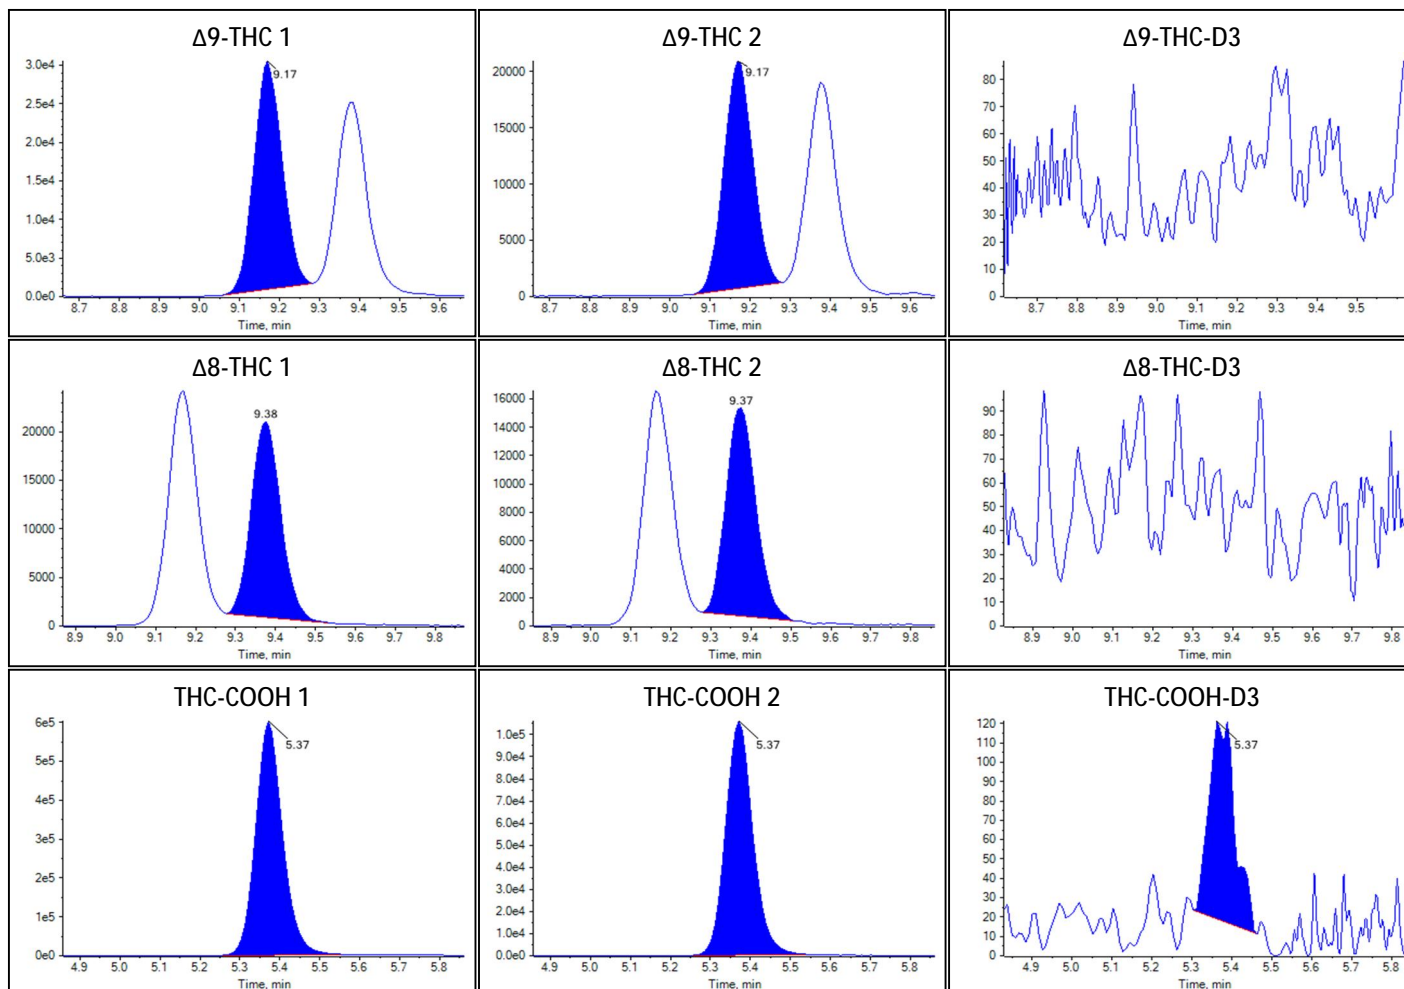 Δ9-THC 1
3.0e4
2.5e4
2.0e4
1.5e4
1.0e4
5.0e3
0.0e0
9.17
8.7 8.8 8.9 9.0 9.1 9.2 9.3 9.4 9.5 9.6
Time, min
Δ9-THC 2
20000
15000
10000
5000
0
9.17
8.7 8.8 8.9 9.0 9.1 9.2 9.3 9.4 9.5 9.6
Time, min
Δ9-THC-D3
80
70
60
50
40
30
20
10
0
8.7 8.8 8.9 9.0 9.1 9.2 9.3 9.4 9.5
Time, min
Δ8-THC 1
20000
15000
10000
5000
0
9.38
8.9 9.0 9.1 9.2 9.3 9.4 9.5 9.6 9.7 9.8
Time, min
Δ8-THC 2
16000
14000
12000
10000
8000
6000
4000
2000
0
9.37
8.9 9.0 9.1 9.2 9.3 9.4 9.5 9.6 9.7 9.8
Time, min
Δ8-THC-D3
90
80
70
60
50
40
30
20
10
0
8.9 9.0 9.1 9.2 9.3 9.4 9.5 9.6 9.7 9.8
Time, min
THC-COOH 1
6e5
5e5
4e5
3e5
2e5
1e5
0e0
5.37
4.9 5.0 5.1 5.2 5.3 5.4 5.5 5.6 5.7 5.8
Time, min
THC-COOH 2
1.0e5
9.0e4
8.0e4
7.0e4
6.0e4
5.0e4
4.0e4
3.0e4
2.0e4
1.0e4
0.0e0
5.37
4.9 5.0 5.1 5.2 5.3 5.4 5.5 5.6 5.7 5.8
Time, min
THC-COOH-D3
120
110
100
90
80
70
60
50
40
30
20
10
0
5.37
4.9 5.0 5.1 5.2 5.3 5.4 5.5 5.6 5.7 5.8
Time, min